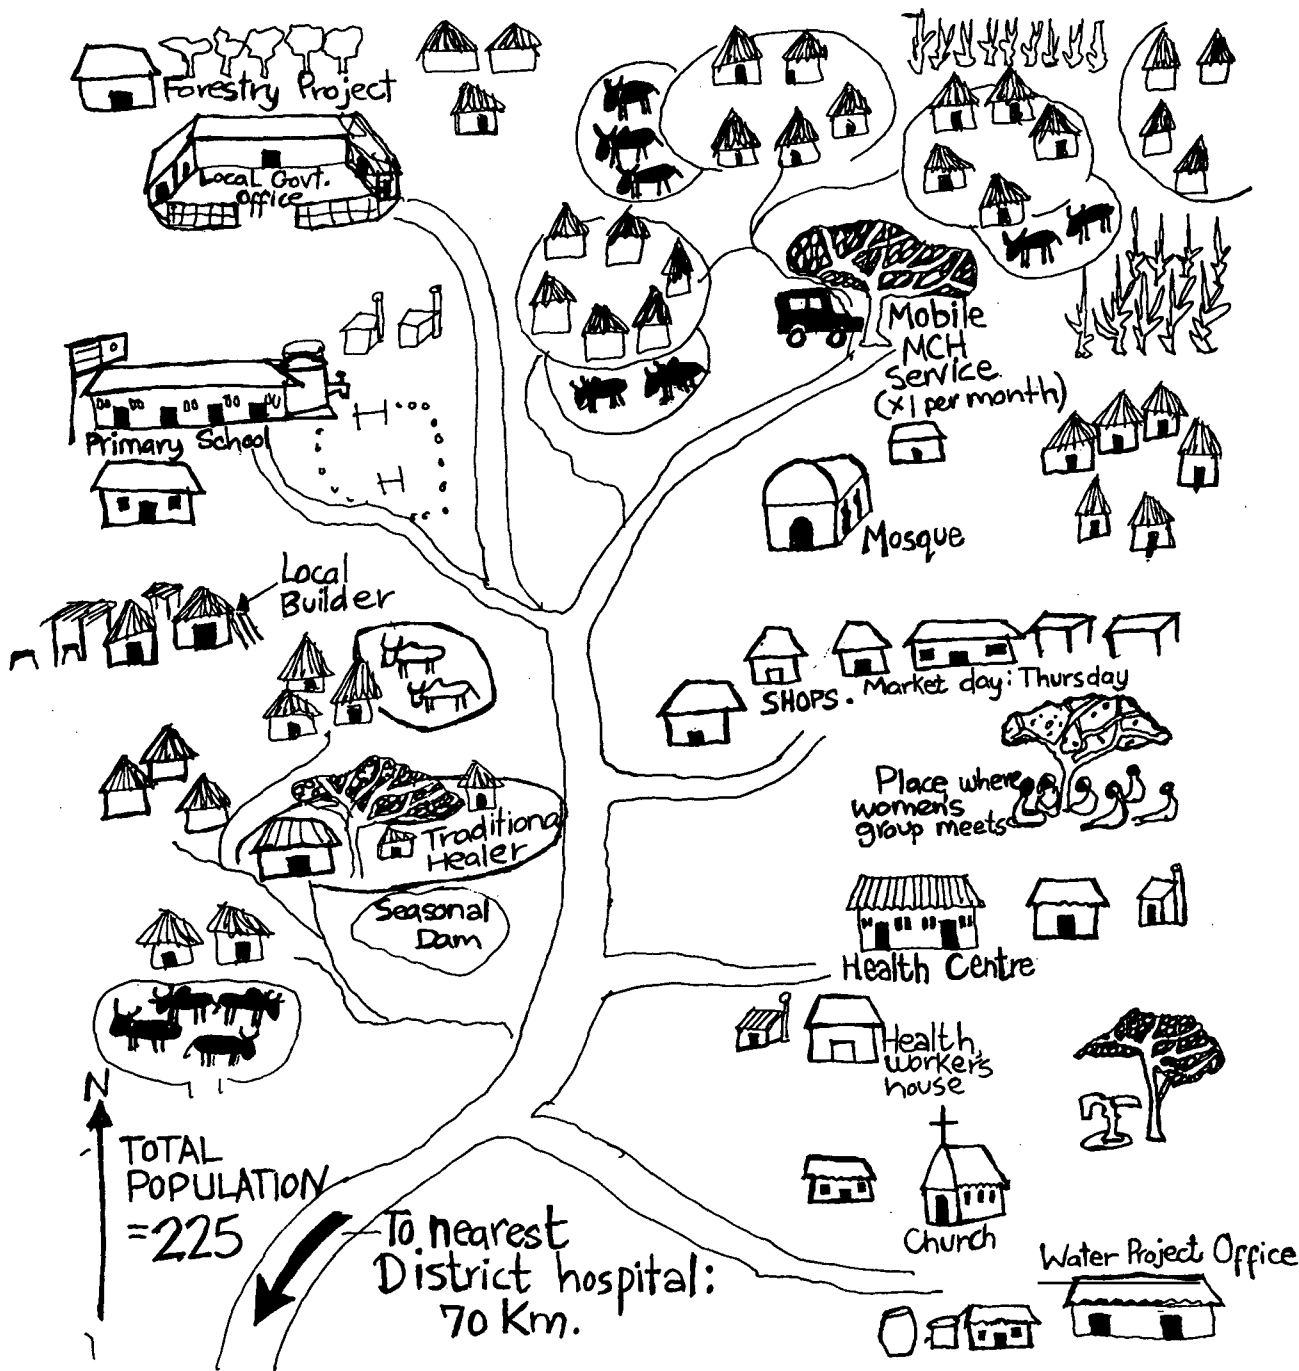 Forestry Project
Local Govt.
office
Mobile
MCH
Service
(x1 per month)
Primary School
Mosque
Local
Builder
SHOPS.
Market day: Thursday
Place where
women's
group meets
Traditional
Healer
Seasonal
Dam
Health Centre
Health
worker's
house
N
TOTAL
POPULATION
=225
To nearest
District hospital:
70 Km.
Church
Water Project Office